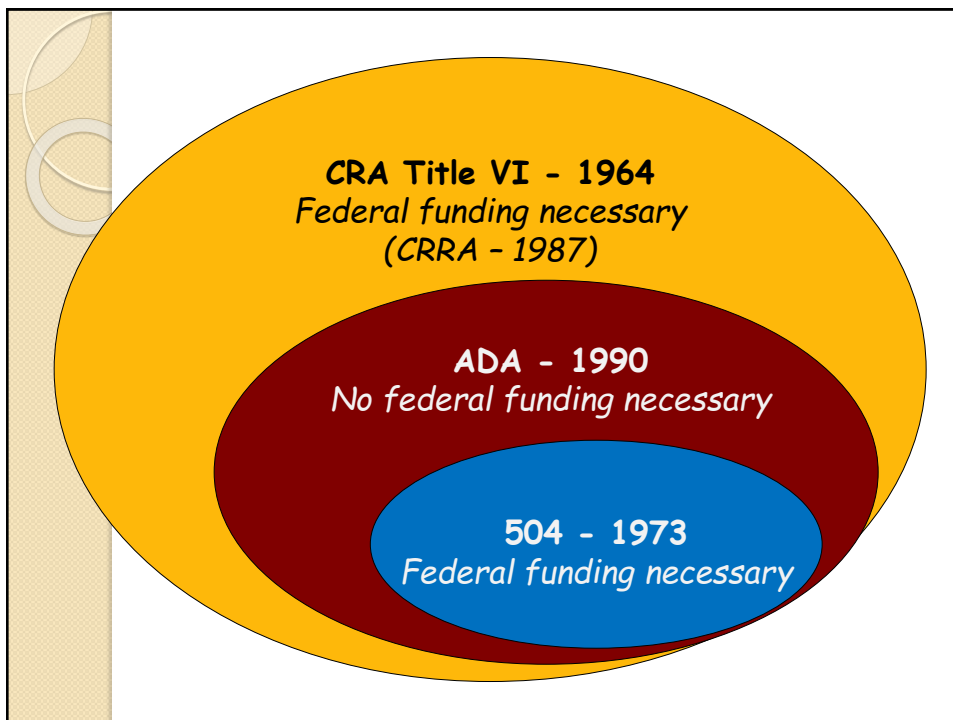 CRA Title VI - 1964
Federal funding necessary
(CRRA – 1987)
ADA - 1990
No federal funding necessary
504 - 1973
Federal funding necessary